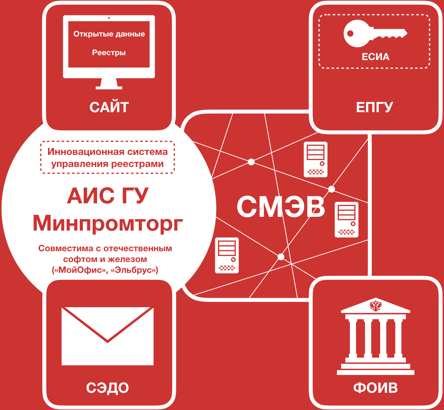 Открытые данные
Реестры
САЙТ
ЕСИА
ЕПГУ
Инновационная система
управления реестрами
АИС ГУ
Минпромторг
Совместима с отечественным
софтом и железом
(«МойОфис», «Эльбрус»)
СМЭВ
СЭДО
ФОИВ